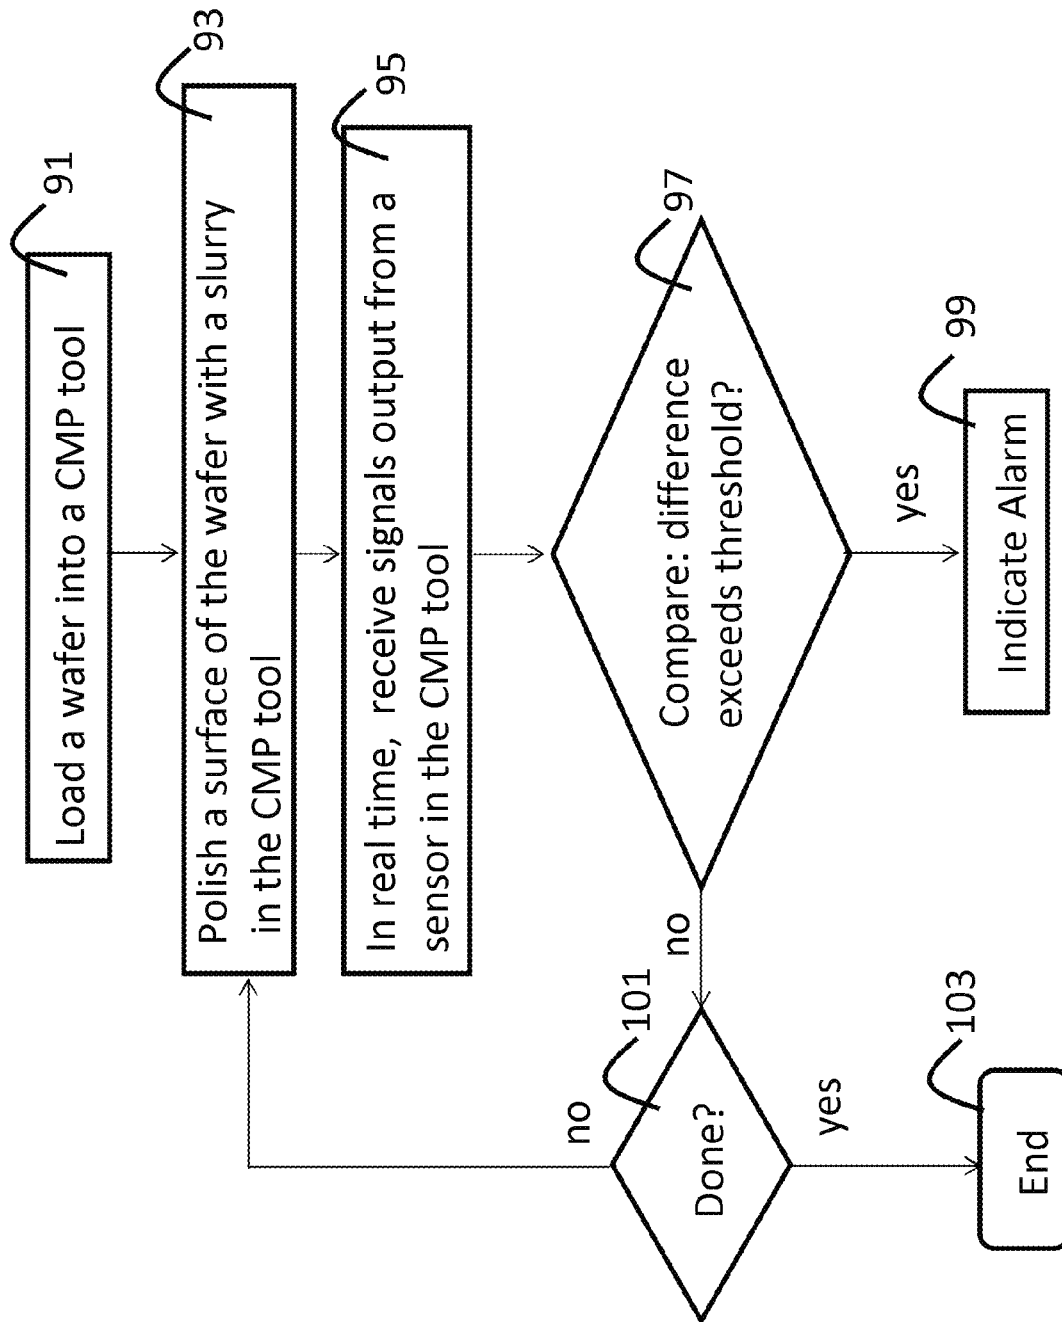 91
Load a wafer into a CMP tool
93
Polish a surface of the wafer with a slurry
in the CMP tool
95
In real time, receive signals output from a
sensor in the CMP tool
97
Compare: difference
exceeds threshold?
yes
99
Indicate Alarm
no
101
Done?
no
yes
103
End